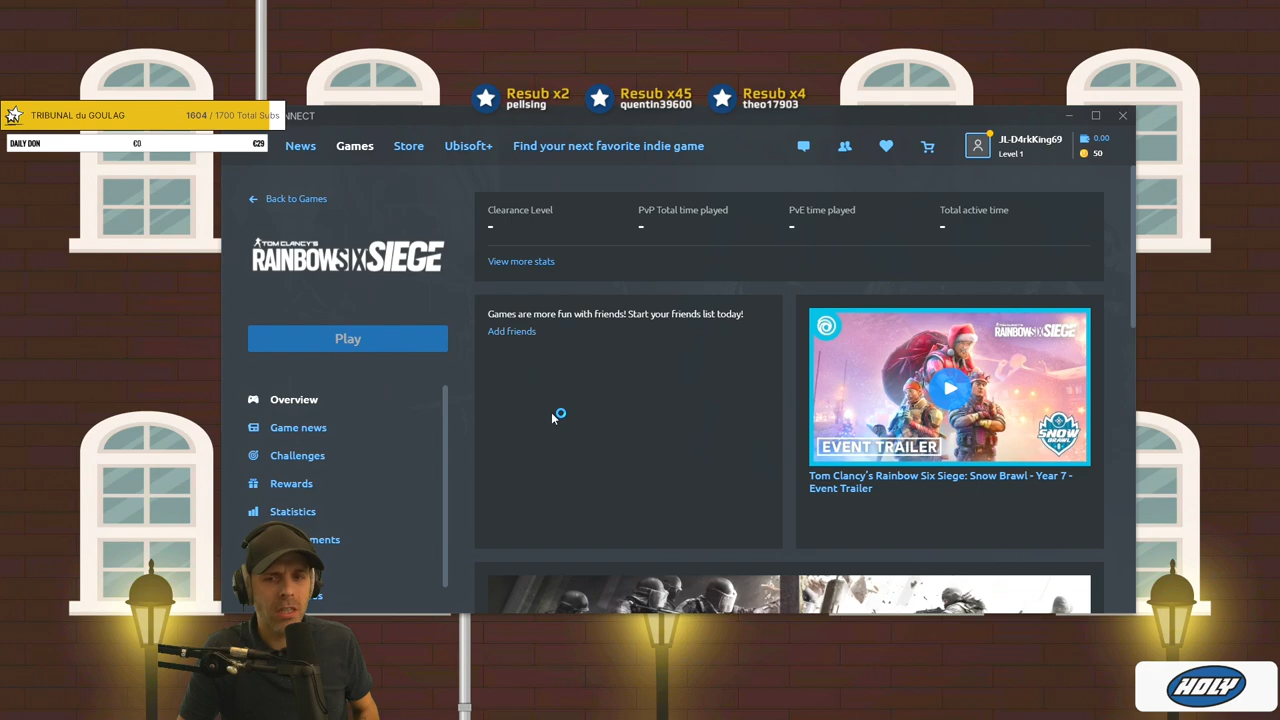 Resub x2
pellsing
Resub x45
quentin39600
Resub x4
theo17903
TRIBUNAL du GOULAG
1604 / 1700 Total Subs
DAILY DON
€0
€29
NNECT
News
Games
Store
Ubisoft+
Find your next favorite indie game
JL-D4rkKing69
Level 1
0.00
50
Back to Games
TOM CLANCY'S
RAINBOWSIX SIEGE
Play
Overview
Game news
Challenges
Rewards
Statistics
ments
Clearance Level
-
PvP Total time played
-
PvE time played
-
Total active time
-
View more stats
Games are more fun with friends! Start your friends list today!
Add friends
RAINBOWSIX SIEGE
EVENT TRAILER
SNOW
BRAWL
Tom Clancy's Rainbow Six Siege: Snow Brawl - Year 7 -
Event Trailer
HOLY